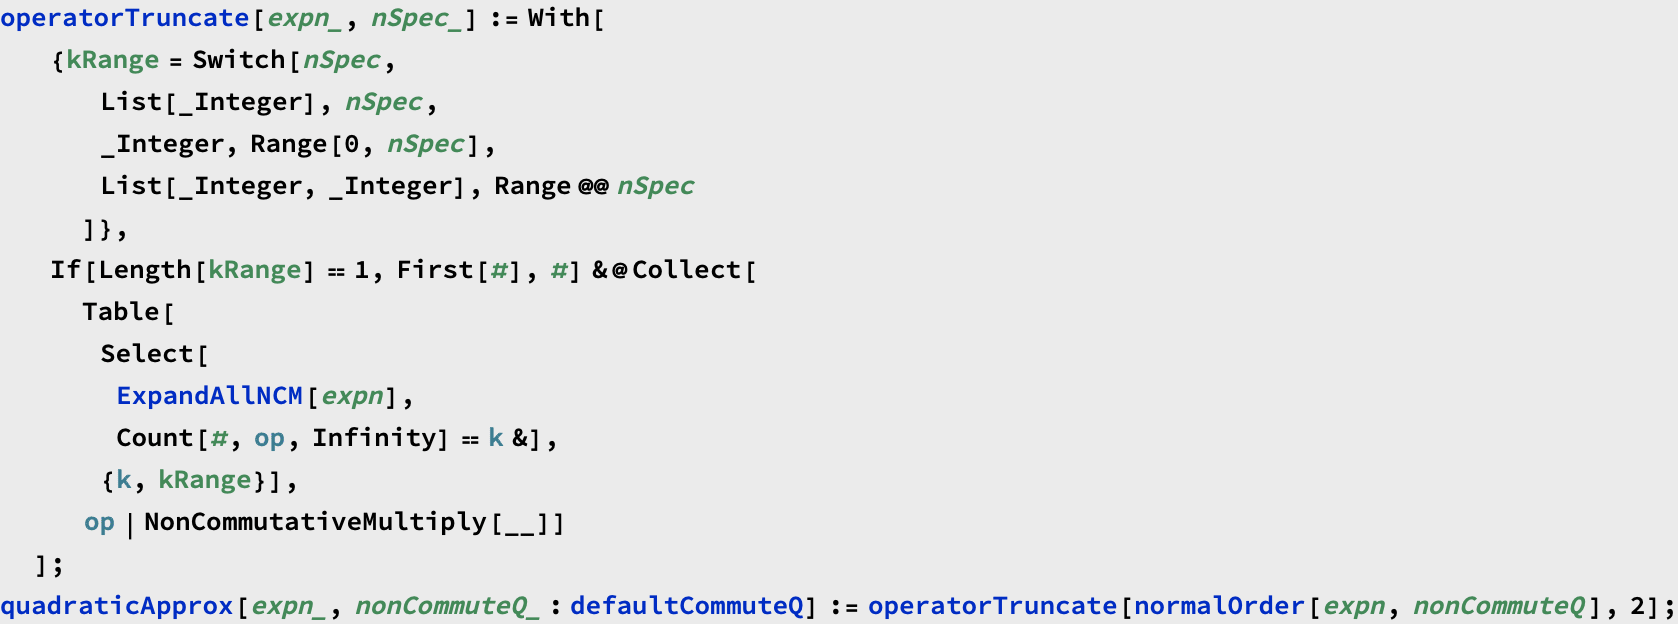 operatorTruncate[expn_, nSpec_] := With[
{kRange = Switch[nSpec,
List[_Integer], nSpec,
_Integer, Range[0, nSpec],
List[_Integer, _Integer], Range @@ nSpec
]},
If[Length[kRange] == 1, First[#], #] &@Collect[
Table[
Select[
ExpandAllNCM[expn],
Count[#, op, Infinity] == k &],
{k, kRange}],
op | NonCommutativeMultiply[__]]
];
quadraticApprox[expn_, nonCommuteQ_ : defaultCommuteQ] := operatorTruncate[normalOrder[expn, nonCommuteQ], 2];